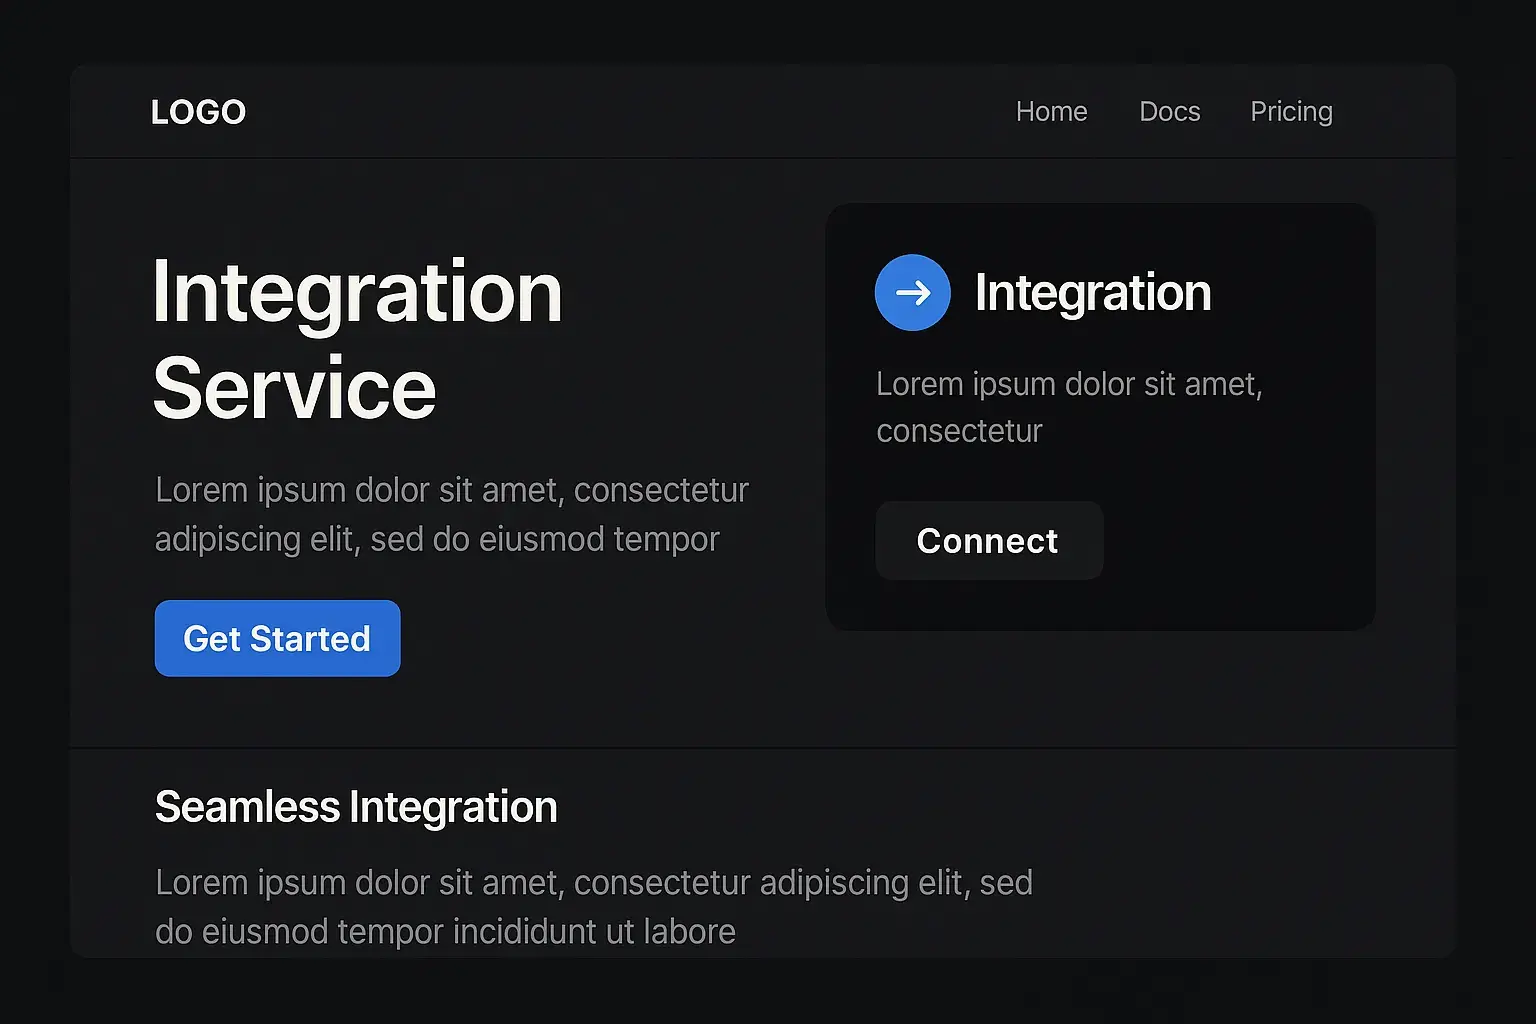 LOGO
Home Docs Pricing
Integration
Service
Lorem ipsum dolor sit amet, consectetur
adipiscing elit, sed do eiusmod tempor
Get Started
Integration
Lorem ipsum dolor sit amet,
consectetur
Connect
Seamless Integration
Lorem ipsum dolor sit amet, consectetur adipiscing elit, sed
do eiusmod tempor incididunt ut labore